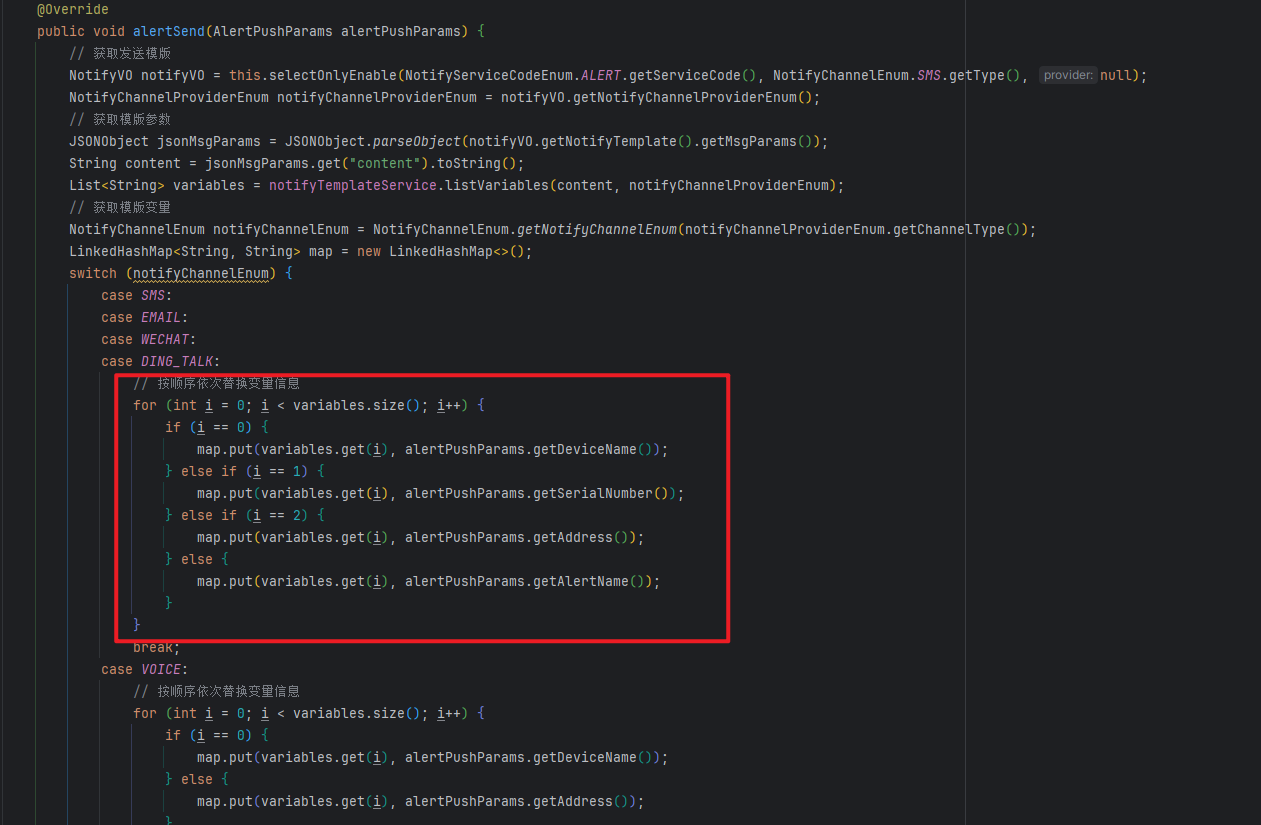 @Override
public void alertSend(AlertPushParams alertPushParams) {
// 获取发送模版
NotifyVO notifyVO = this.selectOnlyEnable(NotifyServiceCodeEnum.ALERT.getServiceCode(), NotifyChannelEnum.SMS.getType(), provider: null);
NotifyChannelProviderEnum notifyChannelProviderEnum = notifyVO.getNotifyChannelProviderEnum();
// 获取模版参数
JSONObject jsonMsgParams = JSONObject.parseObject(notifyVO.getNotifyTemplate().getMsgParams());
String content = jsonMsgParams.get("content").toString();
List<String> variables = notifyTemplateService.listVariables(content, notifyChannelProviderEnum);
// 获取模版变量
NotifyChannelEnum notifyChannelEnum = NotifyChannelEnum.getNotifyChannelEnum(notifyChannelProviderEnum.getChannelType());
LinkedHashMap<String, String> map = new LinkedHashMap<>();
switch (notifyChannelEnum) {
case SMS:
case EMAIL:
case WECHAT:
case DING_TALK:
// 按顺序依次替换变量信息
for (int i = 0; i < variables.size(); i++) {
if (i == 0) {
map.put(variables.get(i), alertPushParams.getDeviceName());
} else if (i == 1) {
map.put(variables.get(i), alertPushParams.getSerialNumber());
} else if (i == 2) {
map.put(variables.get(i), alertPushParams.getAddress());
} else {
map.put(variables.get(i), alertPushParams.getAlertName());
}
}
break;
case VOICE:
// 按顺序依次替换变量信息
for (int i = 0; i < variables.size(); i++) {
if (i == 0) {
map.put(variables.get(i), alertPushParams.getDeviceName());
} else {
map.put(variables.get(i), alertPushParams.getAddress());
}